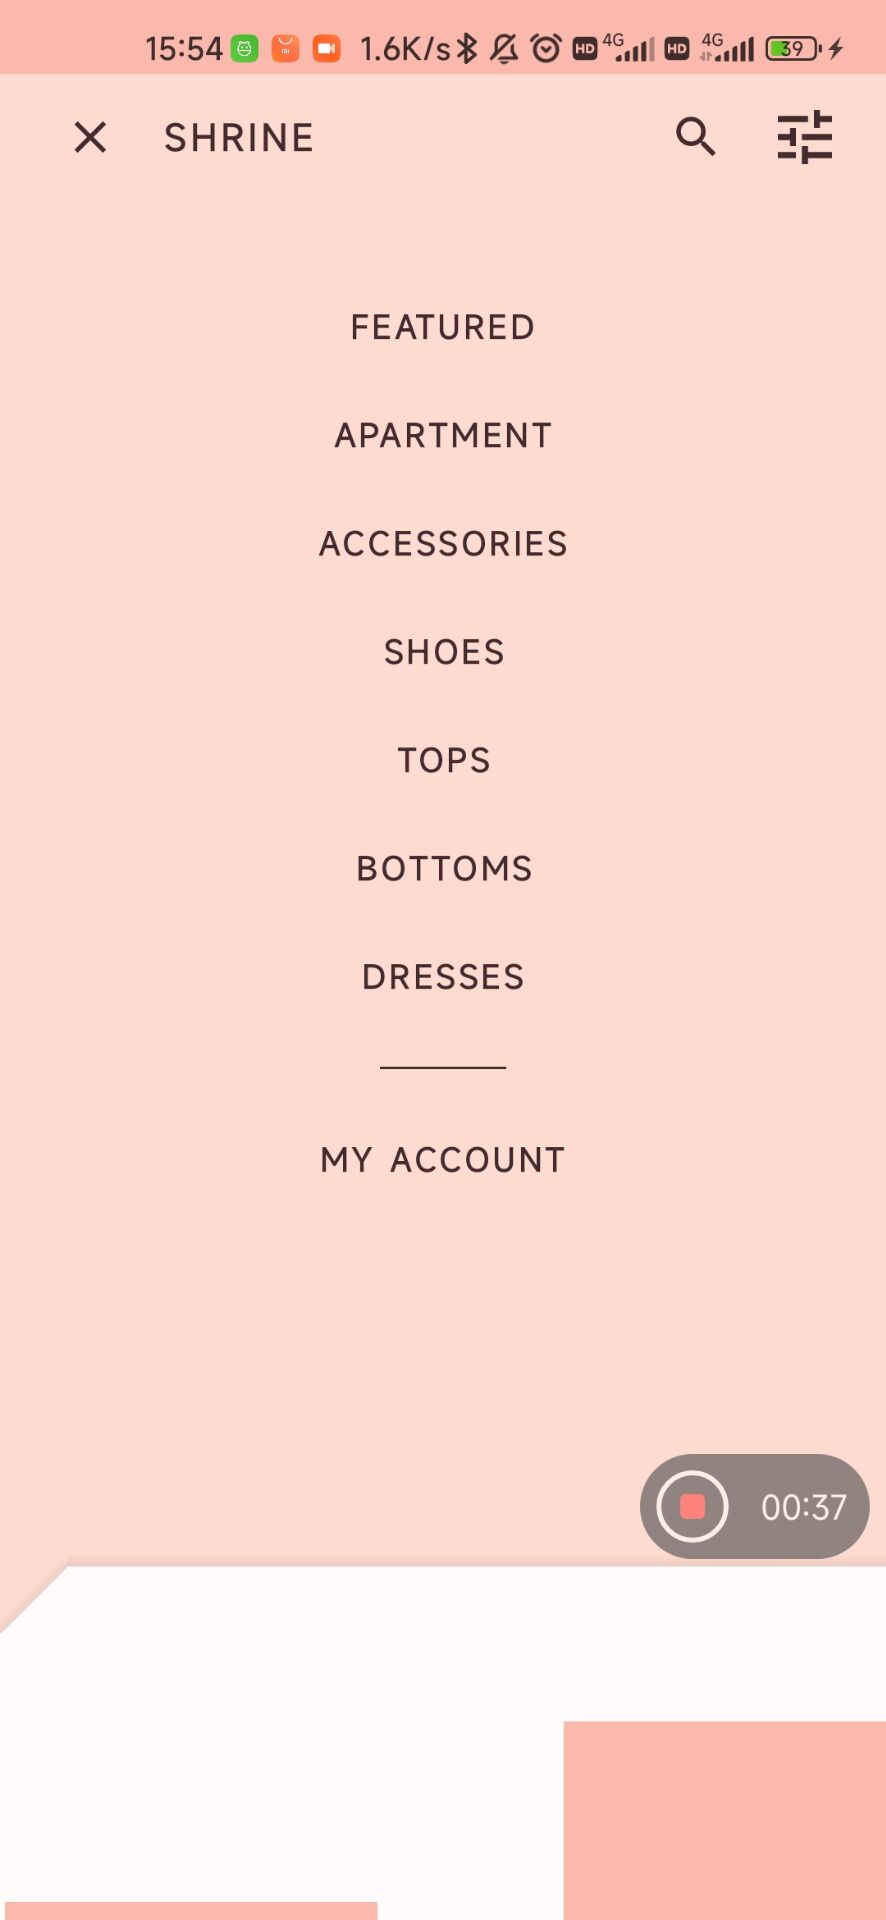 15:54 1.6K/s HD 4G HD 4G 39
SHRINE
FEATURED
APARTMENT
ACCESSORIES
SHOES
TOPS
BOTTOMS
DRESSES
MY ACCOUNT
00:37